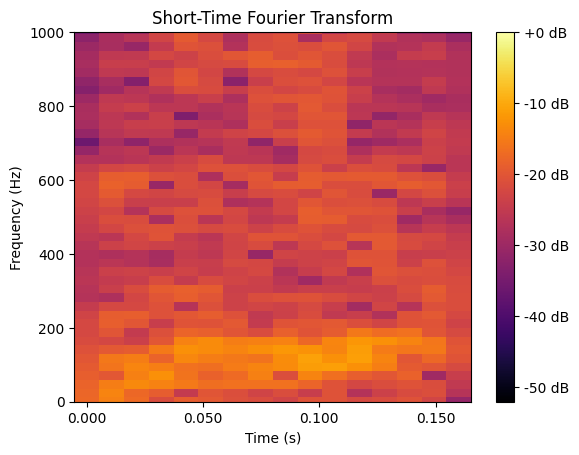 Short-Time Fourier Transform
1000
800
600
400
200
0
Frequency (Hz)
0.000
0.050
0.100
0.150
Time (s)
+0 dB
-10 dB
-20 dB
-30 dB
-40 dB
-50 dB